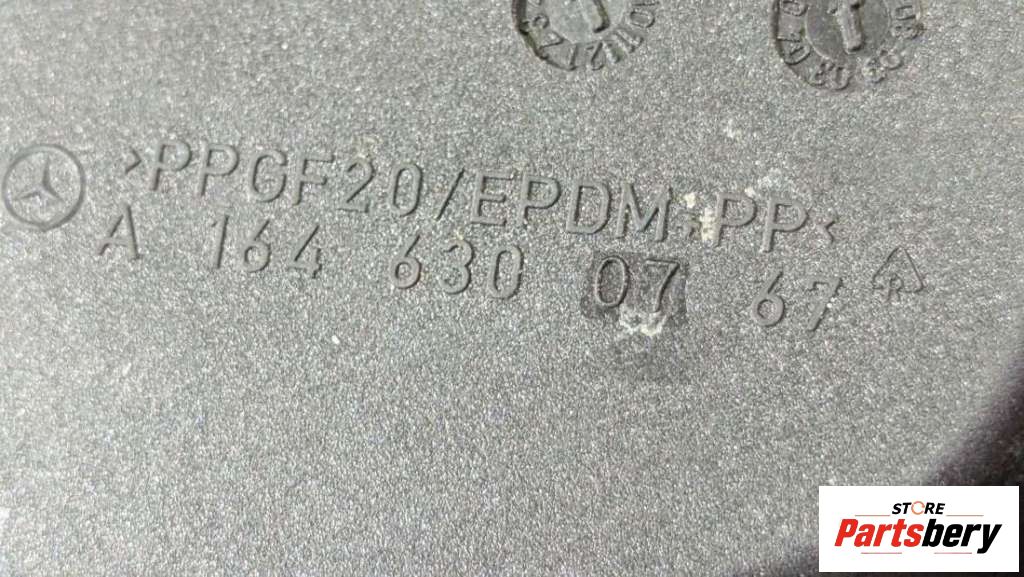 >PPGF20/EPDM·PP<
A 164 630 07 67
STORE
Partsbery